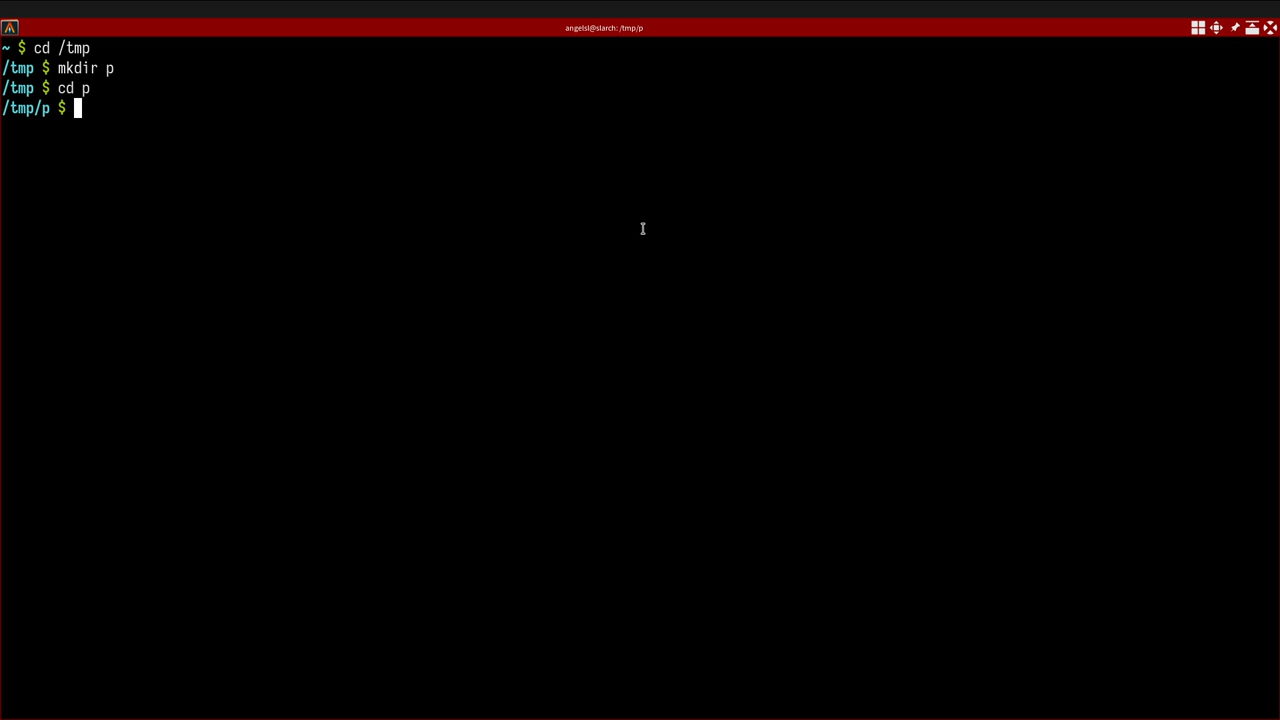 angelsl@slarch: /tmp/p
~ $ cd /tmp
/tmp $ mkdir p
/tmp $ cd p
/tmp/p $